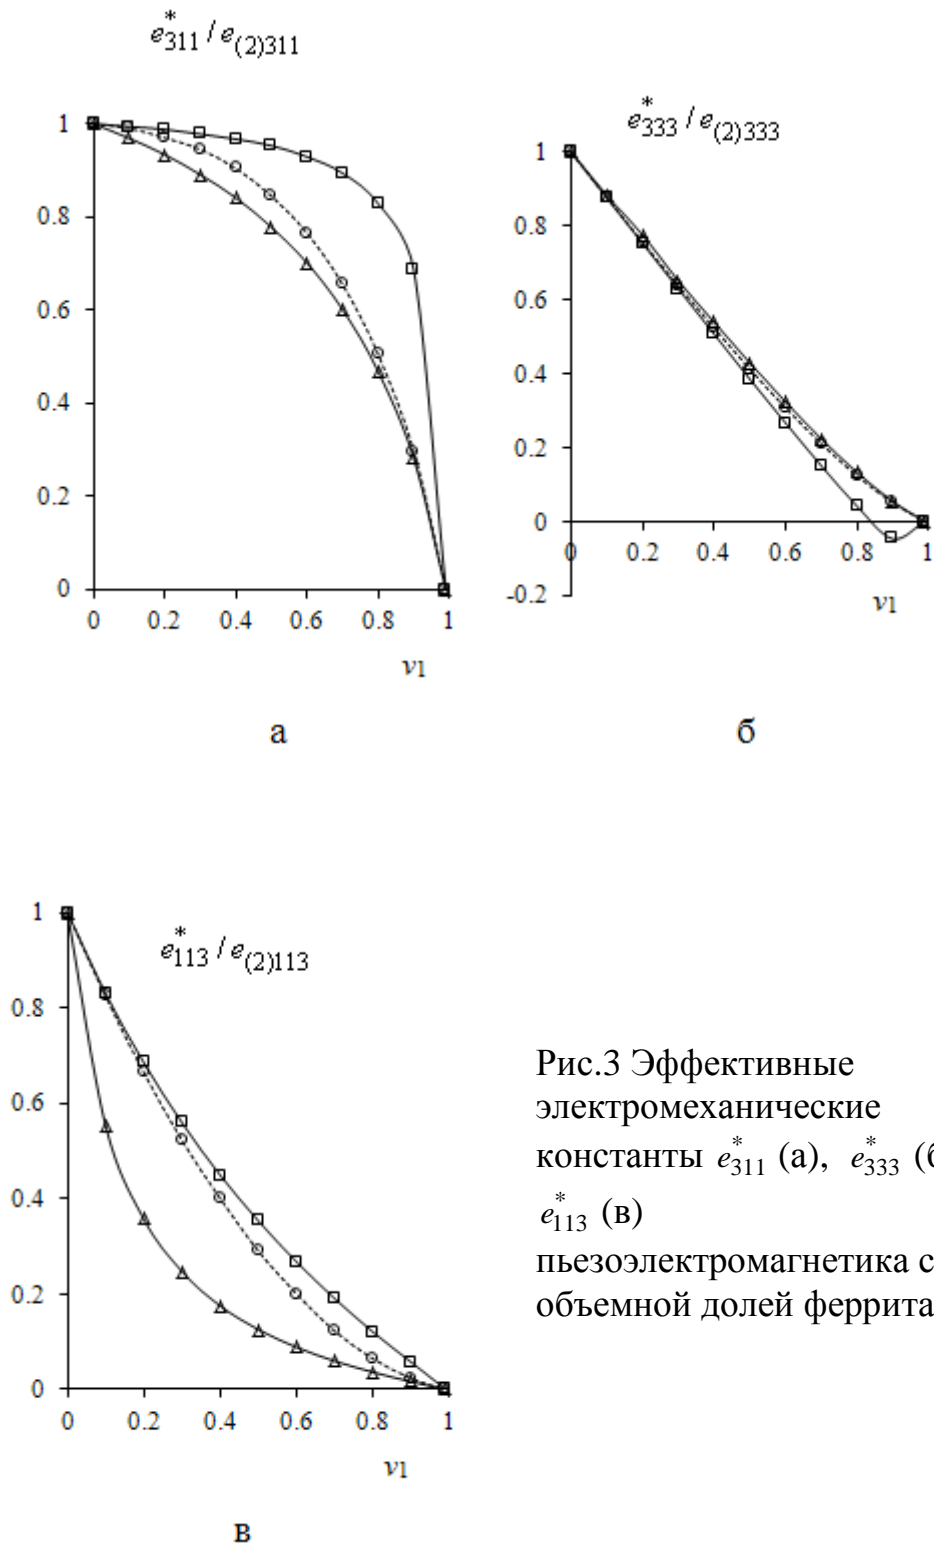 e*311 / e(2)311
1
0.8
0.6
0.4
0.2
0
0 0.2 0.4 0.6 0.8 1
v1
а
e*333 / e(2)333
1
0.8
0.6
0.4
0.2
0
-0.2
0 0.2 0.4 0.6 0.8 1
v1
б
e*113 / e(2)113
1
0.8
0.6
0.4
0.2
0
0 0.2 0.4 0.6 0.8 1
v1
в
Рис.3 Эффективные
электромеханические
константы e*311 (а), e*333 (б
e*113 (в)
пьезоэлектромагнетика с
объемной долей феррита